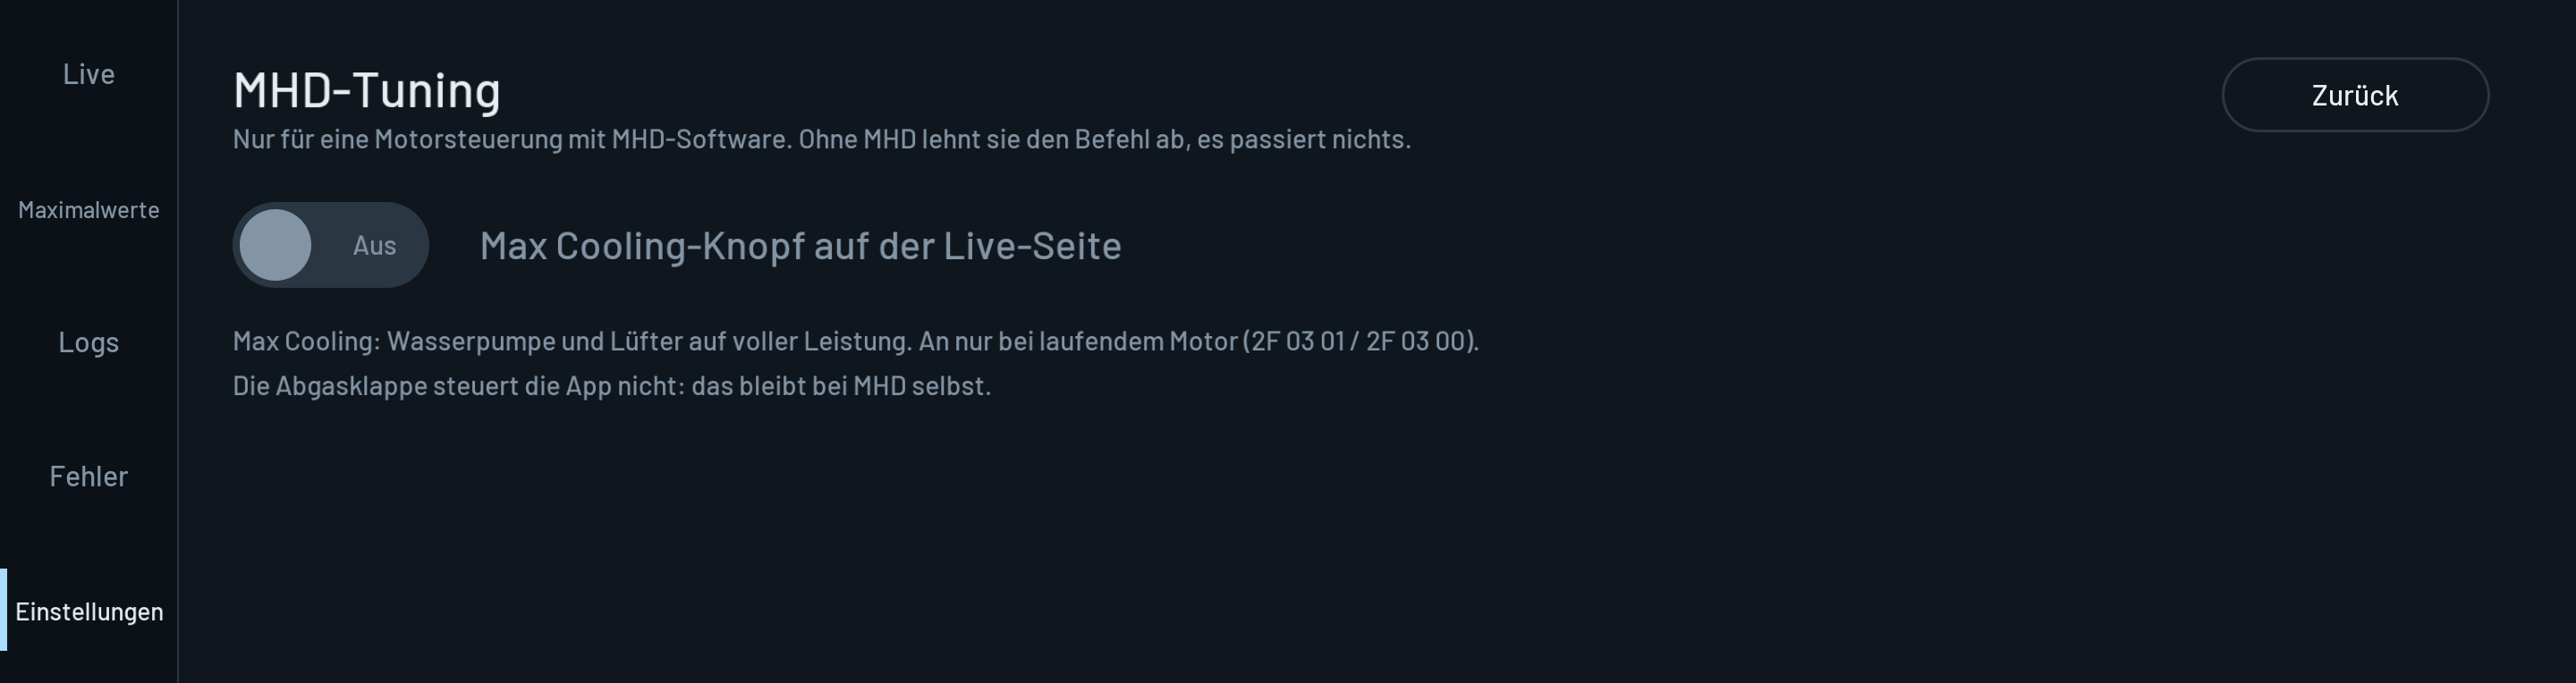 Live
Maximalwerte
Logs
Fehler
Einstellungen
MHD-Tuning
Zurück
Nur für eine Motorsteuerung mit MHD-Software. Ohne MHD lehnt sie den Befehl ab, es passiert nichts.
Aus
Max Cooling-Knopf auf der Live-Seite
Max Cooling: Wasserpumpe und Lüfter auf voller Leistung. An nur bei laufendem Motor (2F 03 01 / 2F 03 00).
Die Abgasklappe steuert die App nicht: das bleibt bei MHD selbst.